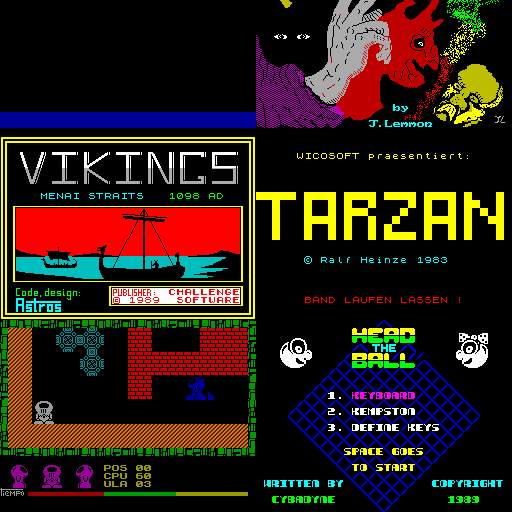 by
J.Lemmon
JL
VIKINGS
MENAI STRAITS 1098 AD
Code, design:
Astros
PUBLISHER: CHALLENGE
© 1989 SOFTWARE
WICOSOFT praesentiert:
TARZAN
© Ralf Heinze 1983
BAND LAUFEN LASSEN !
POS 00
CPU 60
ULA 03
TIEMPO
HEAD
THE
BALL
1. KEYBOARD
2. KEMPSTON
3. DEFINE KEYS
SPACE GOES
TO START
WRITTEN BY
CYBADYNE
COPYRIGHT
1989